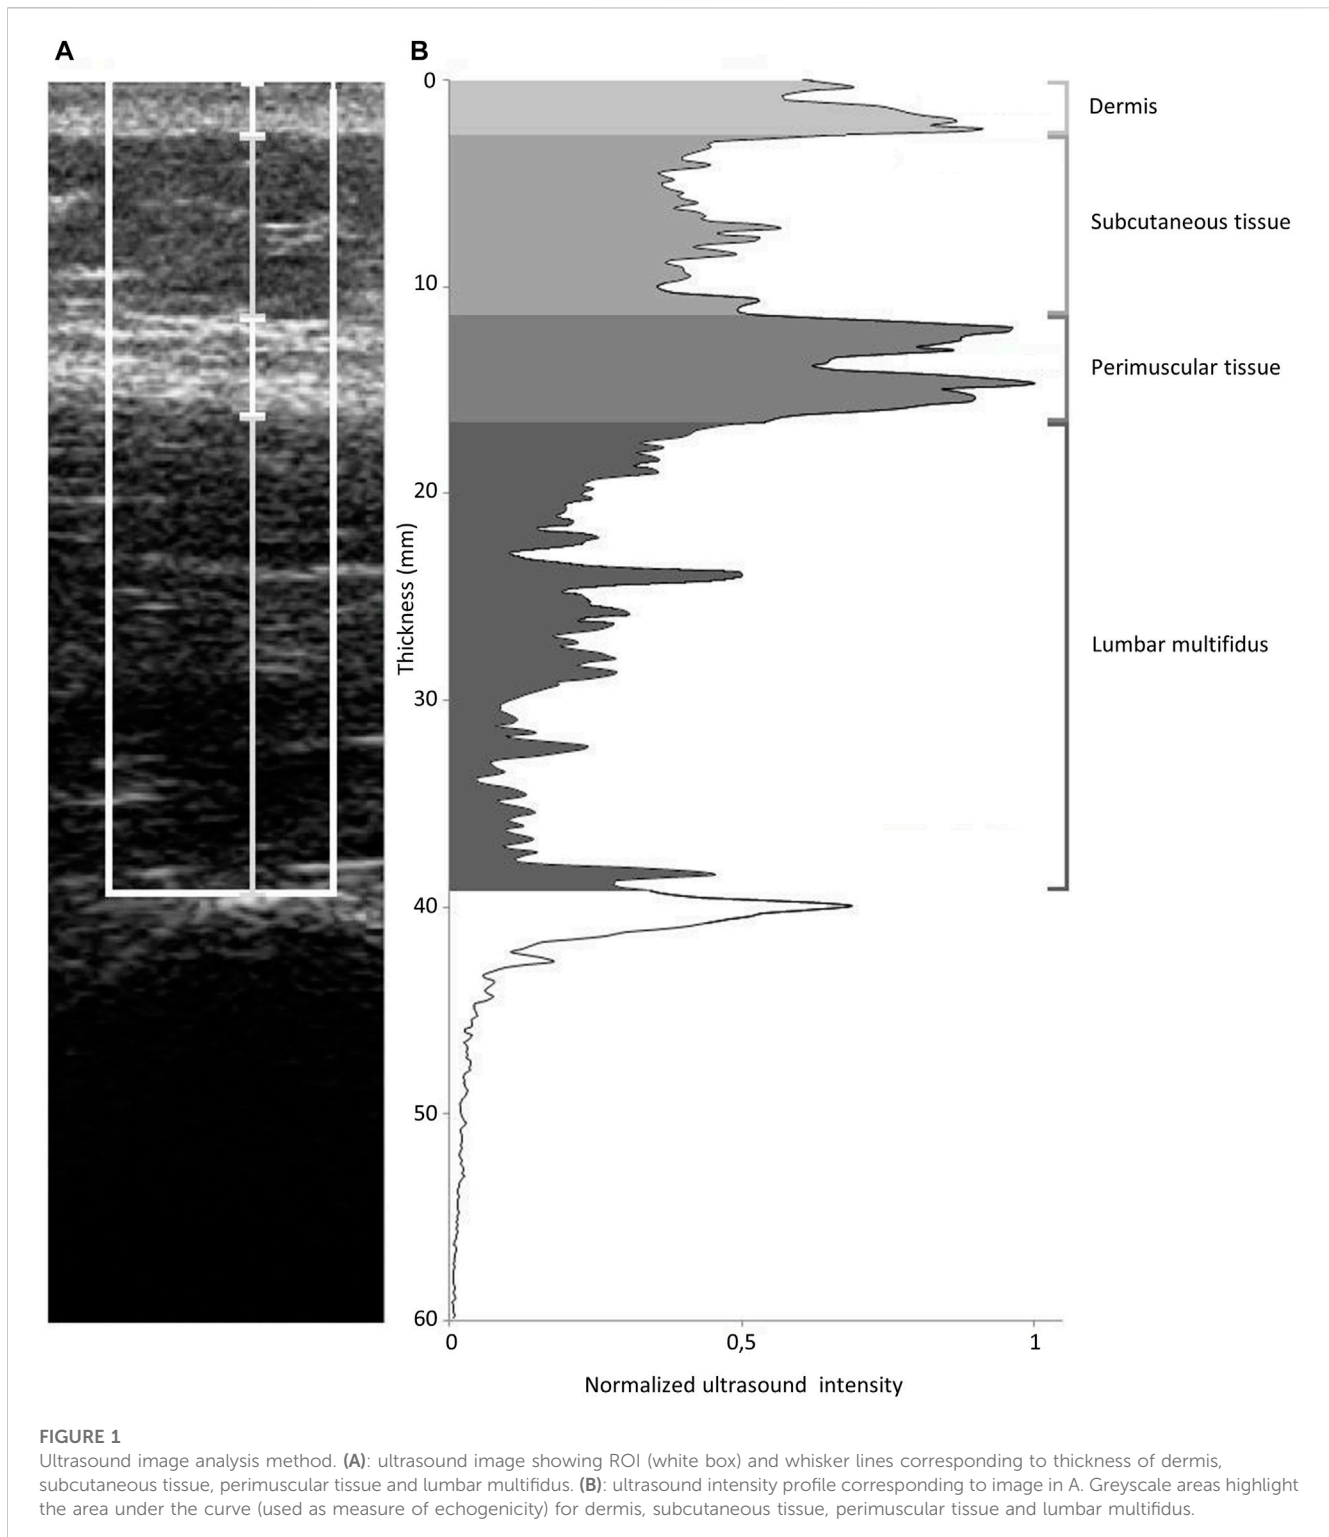 A
B
0
Dermis
Subcutaneous tissue
10
Perimuscular tissue
20
Thickness (mm)
Lumbar multifidus
30
40
50
60
0
0,5
1
Normalized ultrasound intensity
FIGURE 1
Ultrasound image analysis method. (A): ultrasound image showing ROI (white box) and whisker lines corresponding to thickness of dermis,
subcutaneous tissue, perimuscular tissue and lumbar multifidus. (B): ultrasound intensity profile corresponding to image in A. Greyscale areas highlight
the area under the curve (used as measure of echogenicity) for dermis, subcutaneous tissue, perimuscular tissue and lumbar multifidus.